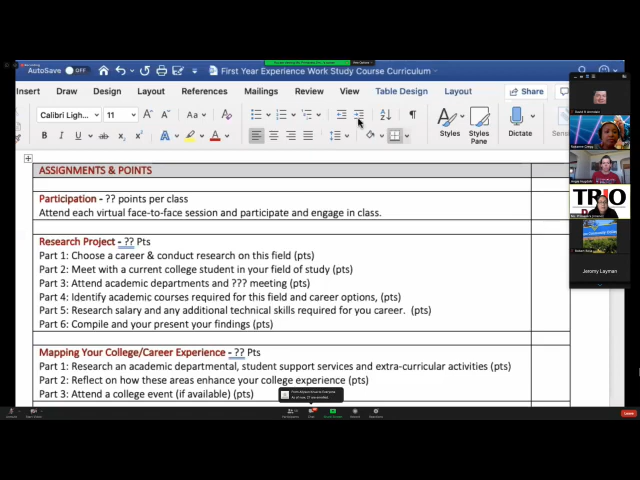 AutoSave OFF
First Year Experience Work Study Course Curriculum
Insert Draw Design Layout References Mailings Review View Table Design Layout Share
Calibri Ligh... 11
Aa
B I U ab X
Styles
Styles Pane
Dictate
ASSIGNMENTS & POINTS
Participation - ?? points per class
Attend each virtual face-to-face session and participate and engage in class.
Research Project - ?? Pts
Part 1: Choose a career & conduct research on this field (pts)
Part 2: Meet with a current college student in your field of study (pts)
Part 3: Attend academic departments and ??? meeting (pts)
Part 4: Identify academic courses required for this field and career options, (pts)
Part 5: Research salary and any additional technical skills required for you career. (pts)
Part 6: Compile and your present your findings (pts)
Mapping Your College/Career Experience - ?? Pts
Part 1: Research an academic departmental, student support services and extra-curricular activities (pts)
Part 2: Reflect on how these areas enhance your college experience (pts)
Part 3: Attend a college event (if available) (pts)
TRIO
Jeromy Layman
Leave